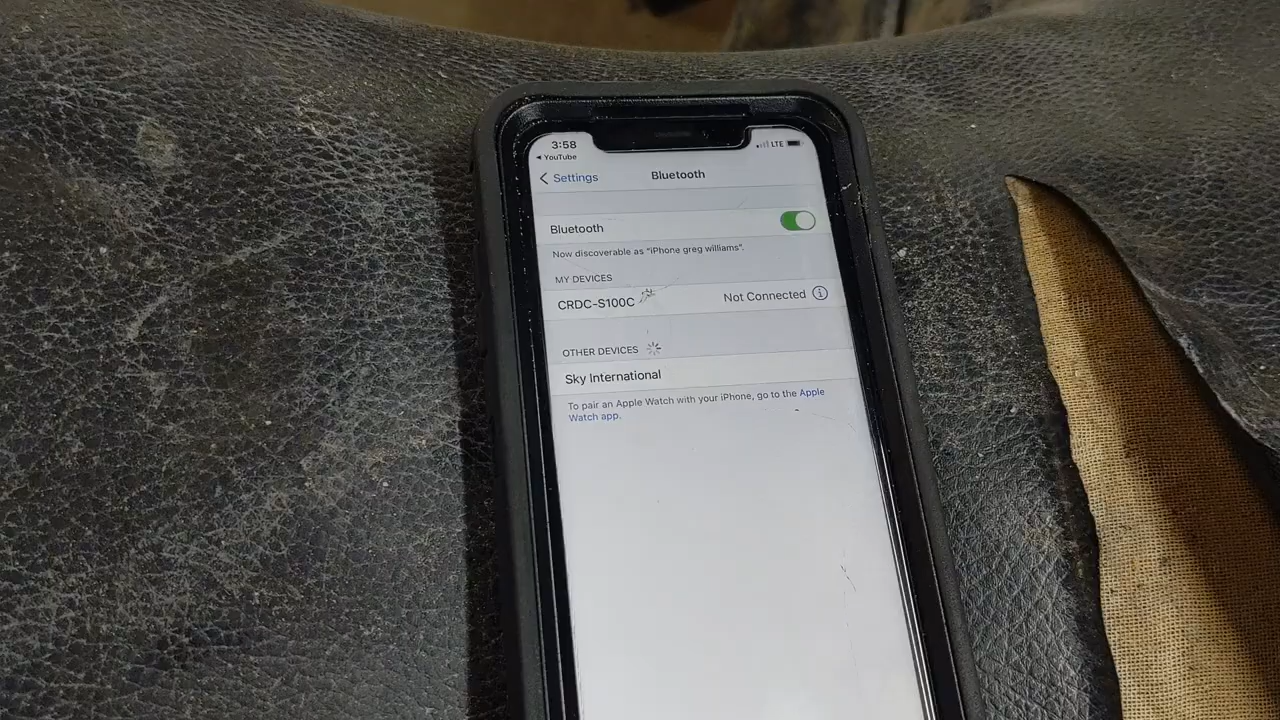 3:58
LTE
YouTube
Settings
Bluetooth
Bluetooth
Now discoverable as “iPhone greg williams”.
MY DEVICES
CRDC-S100C
Not Connected
OTHER DEVICES
Sky International
To pair an Apple Watch with your iPhone, go to the Apple
Watch app.